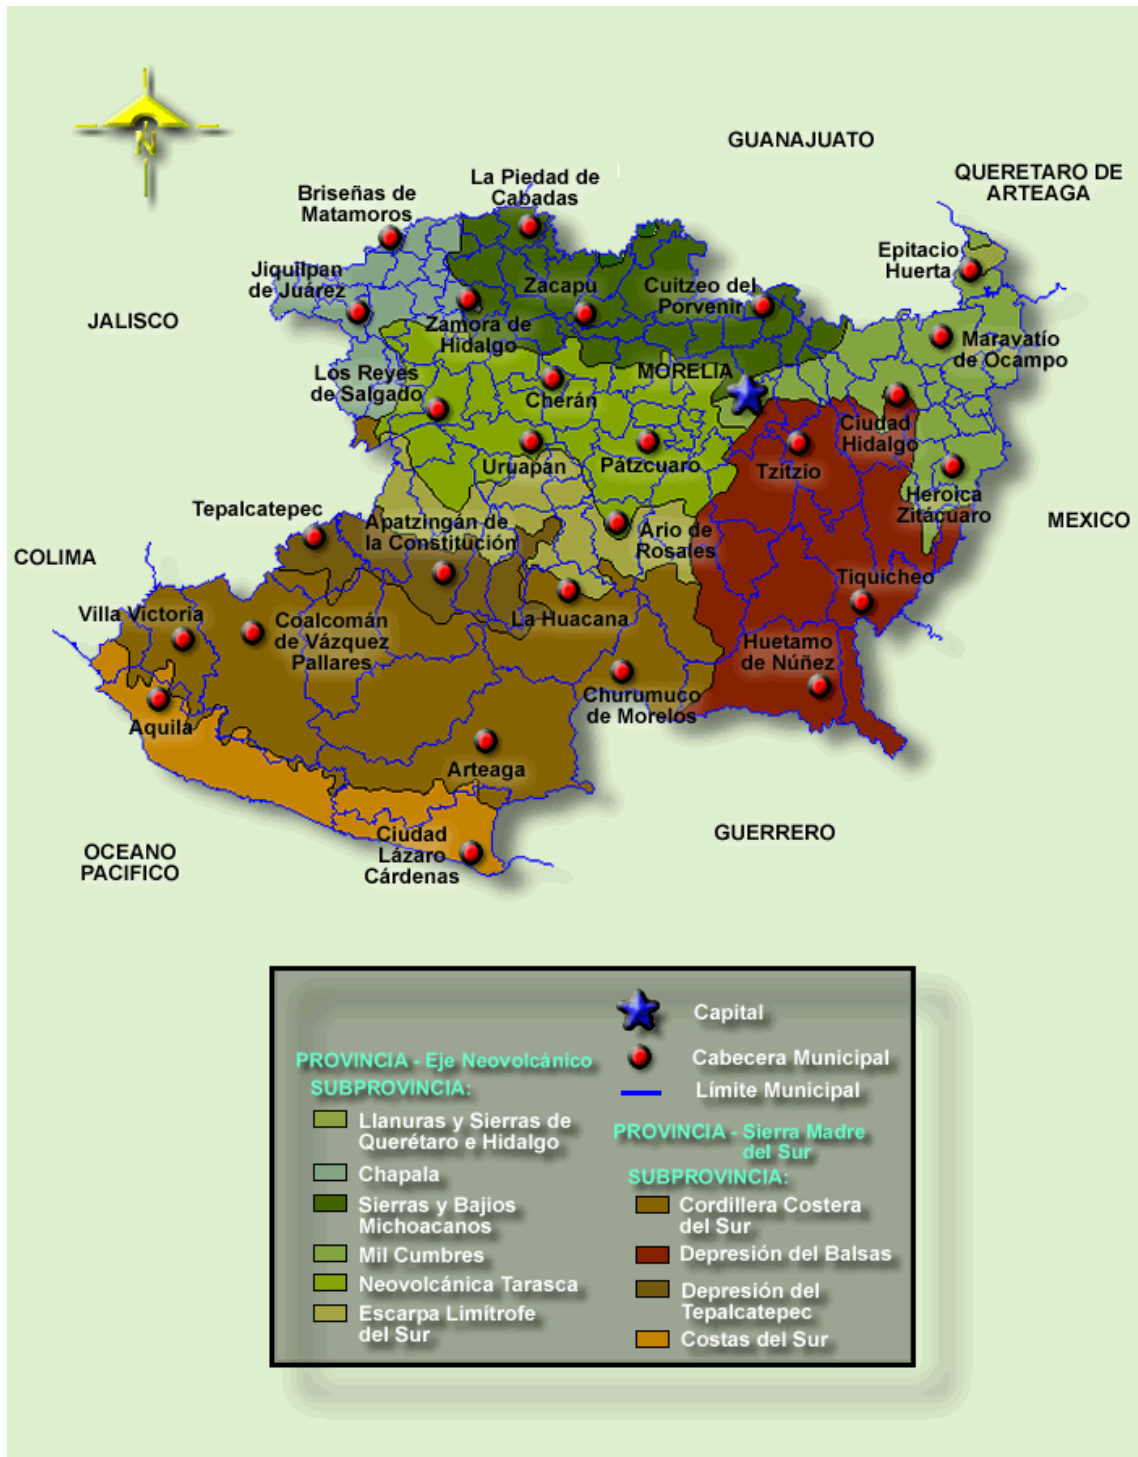 GUANAJUATO
QUERETARO DE
ARTEAGA
La Piedad de
Cabadas
Briseñas de
Matamoros
Epitacio
Huerta
Jiquilpan
de Juárez
Zacapu
Cuitzeo del
Porvenir
JALISCO
Zamora de
Hidalgo
Maravatío
de Ocampo
MORELIA
Los Reyes
de Salgado
Cherán
Ciudad
Hidalgo
Uruapan
Pátzcuaro
Tzitzio
Heroica
Zitácuaro
Tepalcatepec
Apatzingán de
la Constitución
Ario de
Rosales
MEXICO
COLIMA
Tiquicheo
Villa Victoria
Coalcomán
de Vázquez
Pallares
La Huacana
Huetamo
de Núñez
Churumuco
de Morelos
Aquila
Arteaga
GUERRERO
Ciudad
Lázaro
Cárdenas
OCEANO
PACIFICO
N
Capital
Cabecera Municipal
Límite Municipal
PROVINCIA - Eje Neovolcánico
SUBPROVINCIA:
Llanuras y Sierras de
Querétaro e Hidalgo
Chapala
Sierras y Bajios
Michoacanos
Mil Cumbres
Neovolcánica Tarasca
Escarpa Limítrofe
del Sur
PROVINCIA - Sierra Madre
del Sur
SUBPROVINCIA:
Cordillera Costera
del Sur
Depresión del Balsas
Depresión del
Tepalcatepec
Costas del Sur